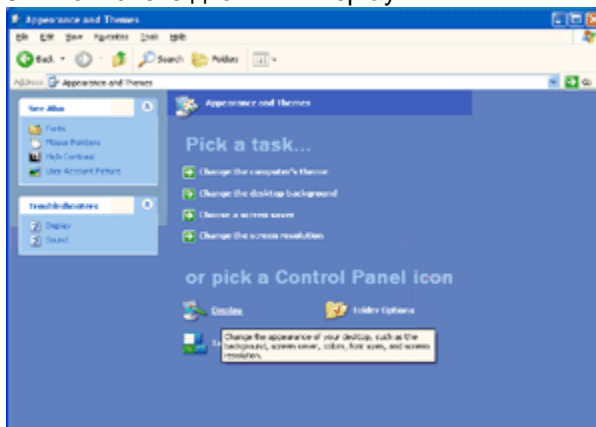 Appearance and Themes
File Edit View Favorites Tools Help
Back Search Folders
Address Appearance and Themes Go
See Also
Fonts
Mouse Pointers
High Contrast
User Account Picture
Troubleshooters
Display
Sound
Appearance and Themes
Pick a task...
Change the computer's theme
Change the desktop background
Choose a screen saver
Change the screen resolution
or pick a Control Panel icon
Display Folder Options
Change the appearance of your desktop, such as the
background, screen saver, colors, font sizes, and screen
resolution.